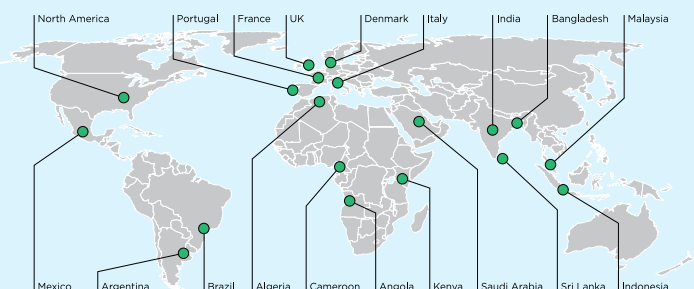 North America
Portugal
France
UK
Denmark
Italy
India
Bangladesh
Malaysia
Mexico
Argentina
Brazil
Algeria
Cameroon
Angola
Kenya
Saudi Arabia
Sri Lanka
Indonesia